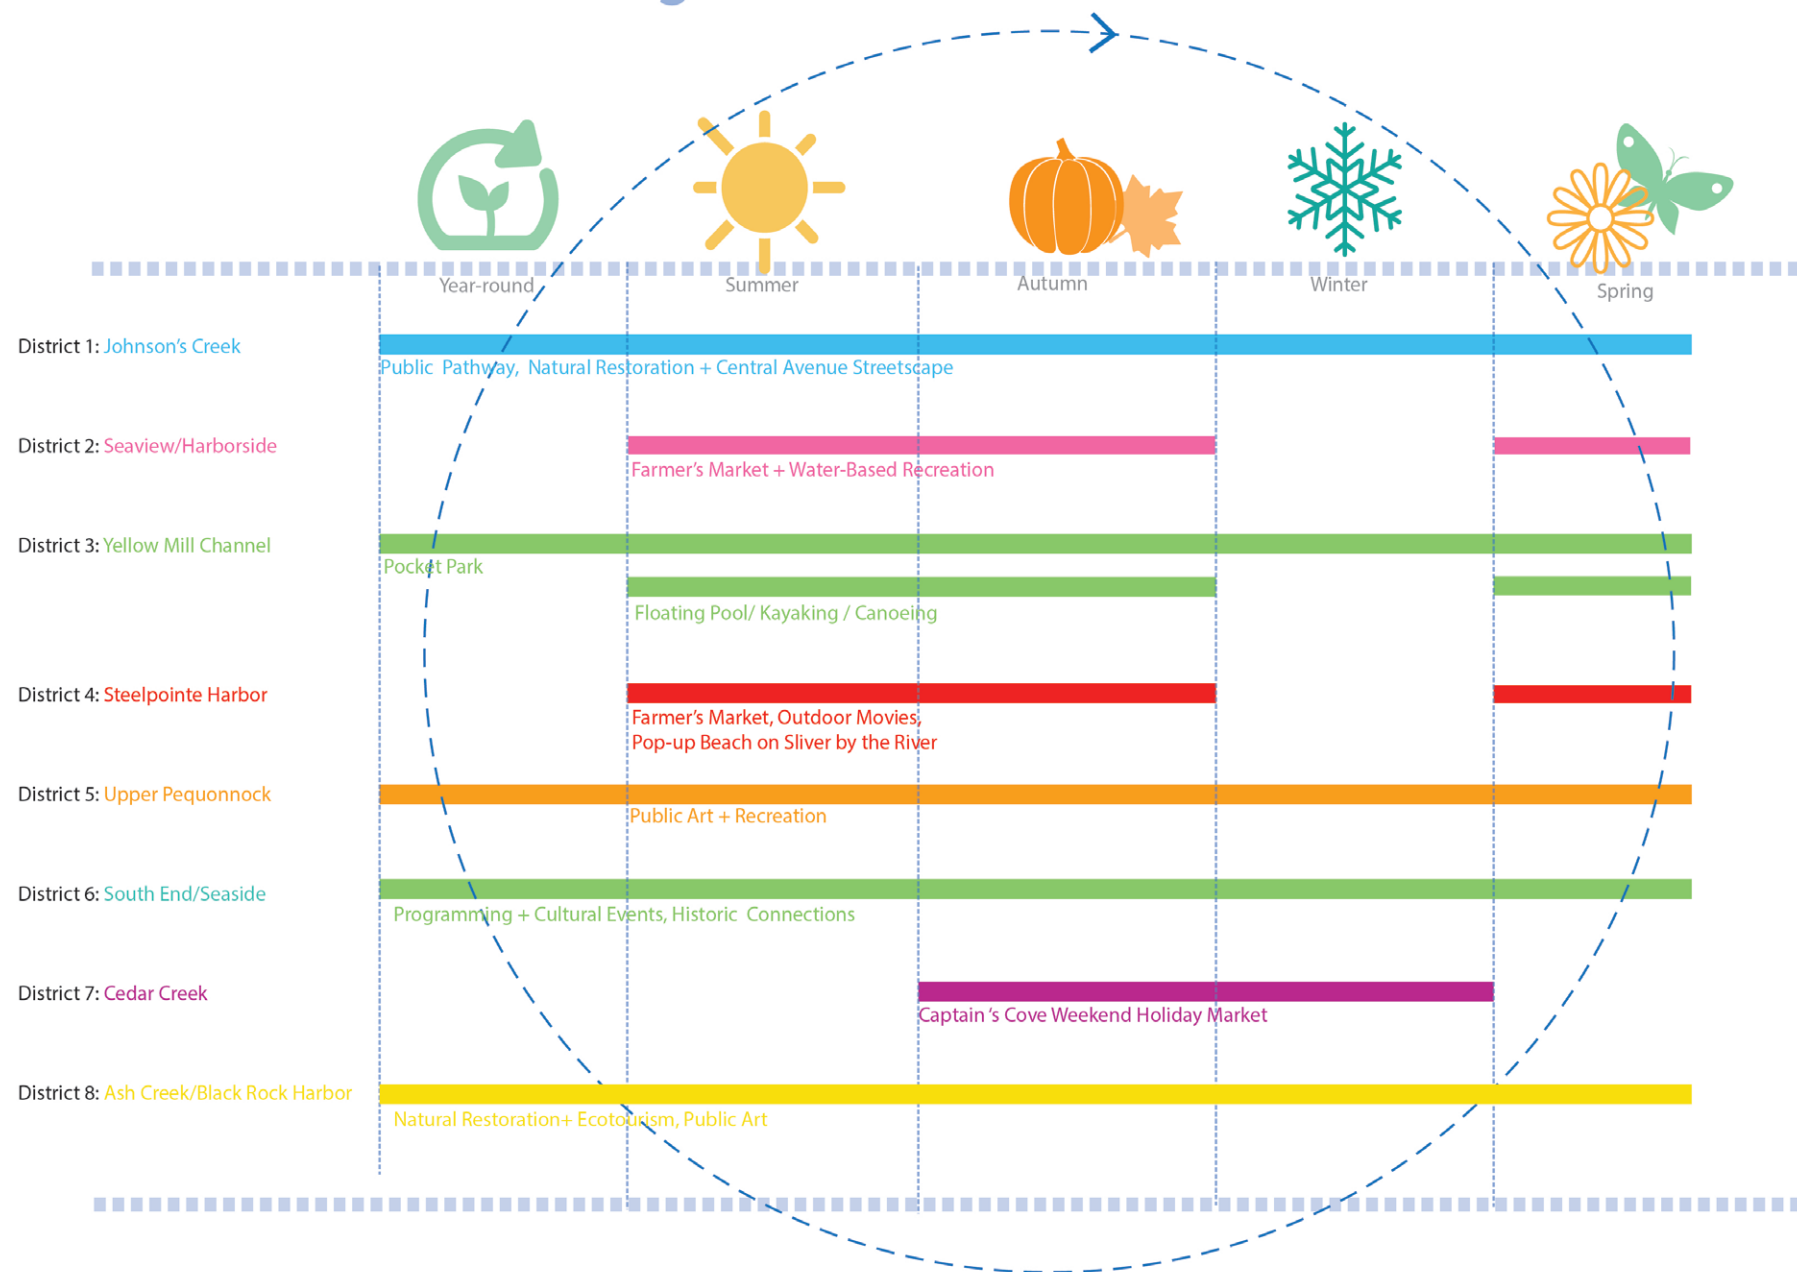 Year-round
Summer
Autumn
Winter
Spring
District 1: Johnson's Creek
Public Pathway, Natural Restoration + Central Avenue Streetscape
District 2: Seaview/Harborside
Farmer's Market + Water-Based Recreation
District 3: Yellow Mill Channel
Pocket Park
Floating Pool/ Kayaking / Canoeing
District 4: Steelpointe Harbor
Farmer's Market, Outdoor Movies,
Pop-up Beach on Sliver by the River
District 5: Upper Pequonnock
Public Art + Recreation
District 6: South End/Seaside
Programming + Cultural Events, Historic Connections
District 7: Cedar Creek
Captain 's Cove Weekend Holiday Market
District 8: Ash Creek/Black Rock Harbor
Natural Restoration+ Ecotourism, Public Art